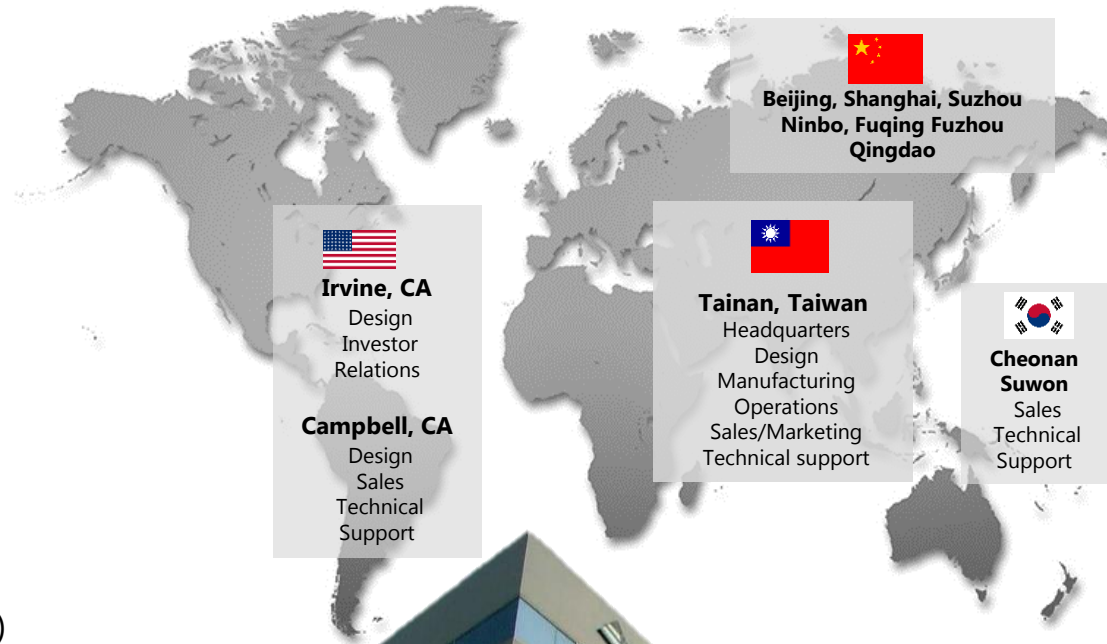 Beijing, Shanghai, Suzhou
Ninbo, Fuqing Fuzhou
Qingdao
Irvine, CA
Design
Investor
Relations
Campbell, CA
Design
Sales
Technical
Support
Tainan, Taiwan
Headquarters
Design
Manufacturing
Operations
Sales/Marketing
Technical support
Cheonan
Suwon
Sales
Technical
Support
)